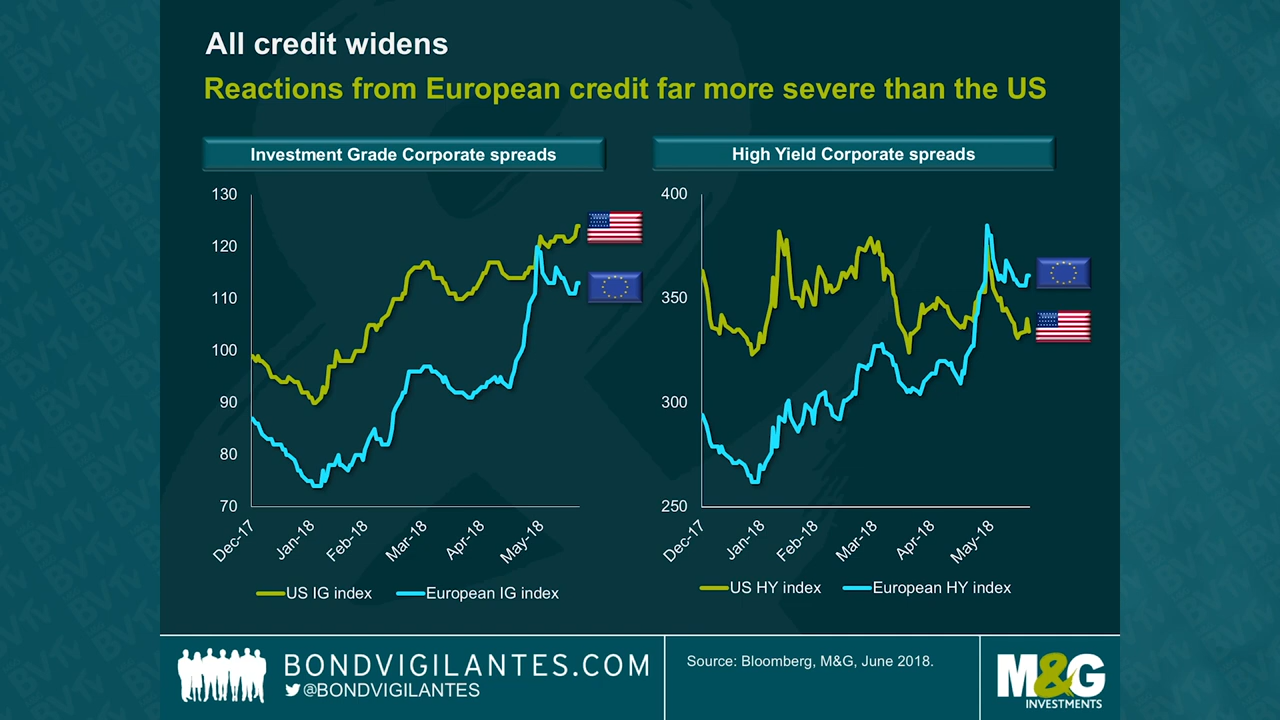 All credit widens
Reactions from European credit far more severe than the US
Investment Grade Corporate spreads
130
120
110
100
90
80
70
Dec-17
Jan-18
Feb-18
Mar-18
Apr-18
May-18
US IG index
European IG index
High Yield Corporate spreads
400
350
300
250
Dec-17
Jan-18
Feb-18
Mar-18
Apr-18
May-18
US HY index
European HY index
BONDVIGILANTES.COM
@BONDVIGILANTES
Source: Bloomberg, M&G, June 2018.
M&G
INVESTMENTS
BVTV